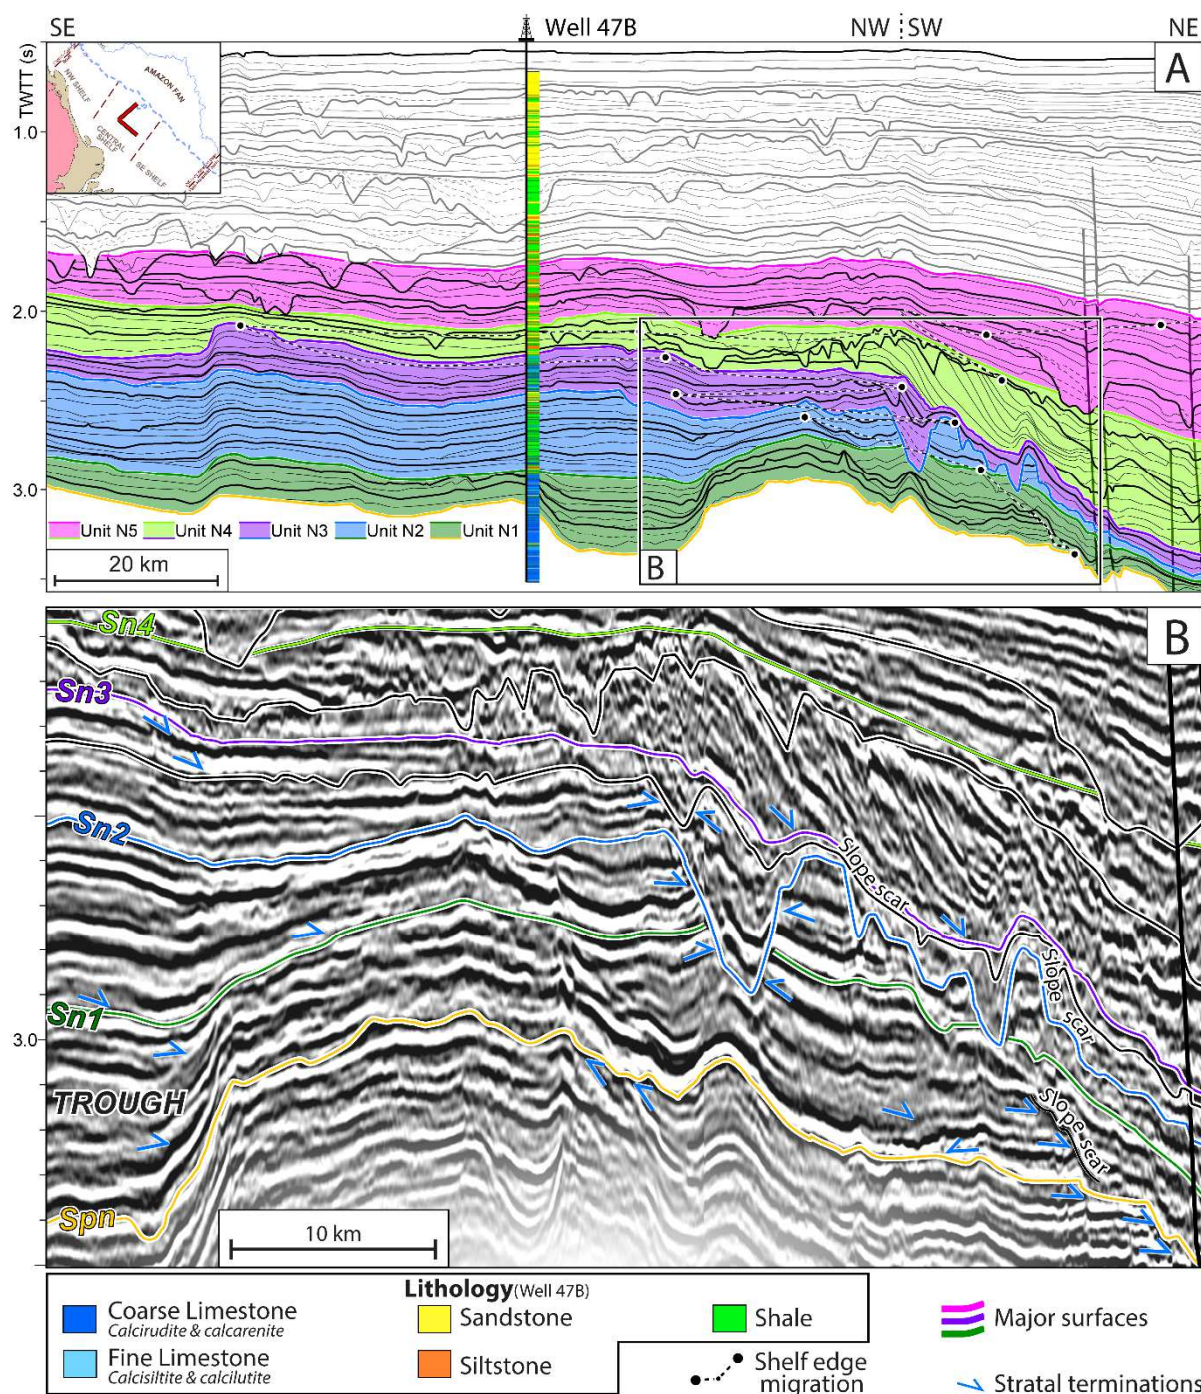 SE
Well 47B
NW
SW
NE
A
TWTT (s)
1.0
2.0
3.0
NW SHELF
AMAZON FAN
CENTRAL
SHELF
SE SHELF
Unit N5
Unit N4
Unit N3
Unit N2
Unit N1
20 km
B
B
Sn4
Sn3
Sn2
Sn1
3.0
TROUGH
Spn
Slope scar
Slope scar
Slope scar
10 km
Lithology (Well 47B)
Coarse Limestone
Calcirudite & calcarenite
Fine Limestone
Calcisiltite & calcilutite
Sandstone
Siltstone
Shale
Shelf edge
migration
Major surfaces
Stratal terminations